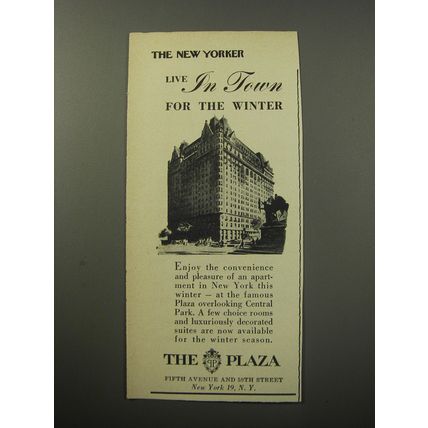 THE NEW YORKER
LIVE In Town
FOR THE WINTER
Enjoy the convenience
and pleasure of an apart-
ment in New York this
winter — at the famous
Plaza overlooking Central
Park. A few choice rooms
and luxuriously decorated
suites are now available
for the winter season.
THE PLAZA
FIFTH AVENUE AND 59TH STREET
New York 19, N. Y.